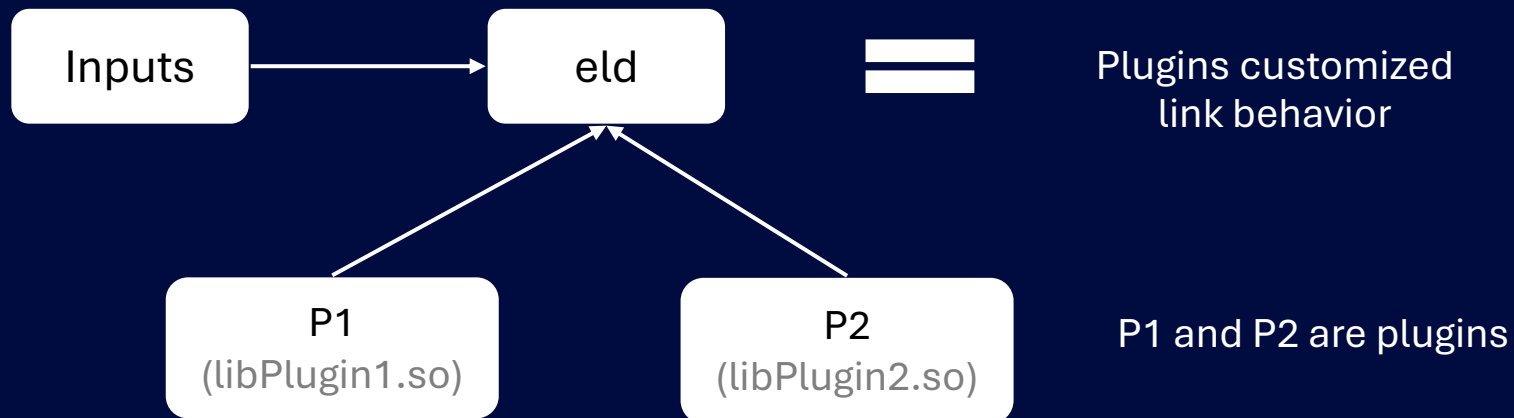 Inputs
eld
Plugins customized
link behavior
P1
(libPlugin1.so)
P2
(libPlugin2.so)
P1 and P2 are plugins